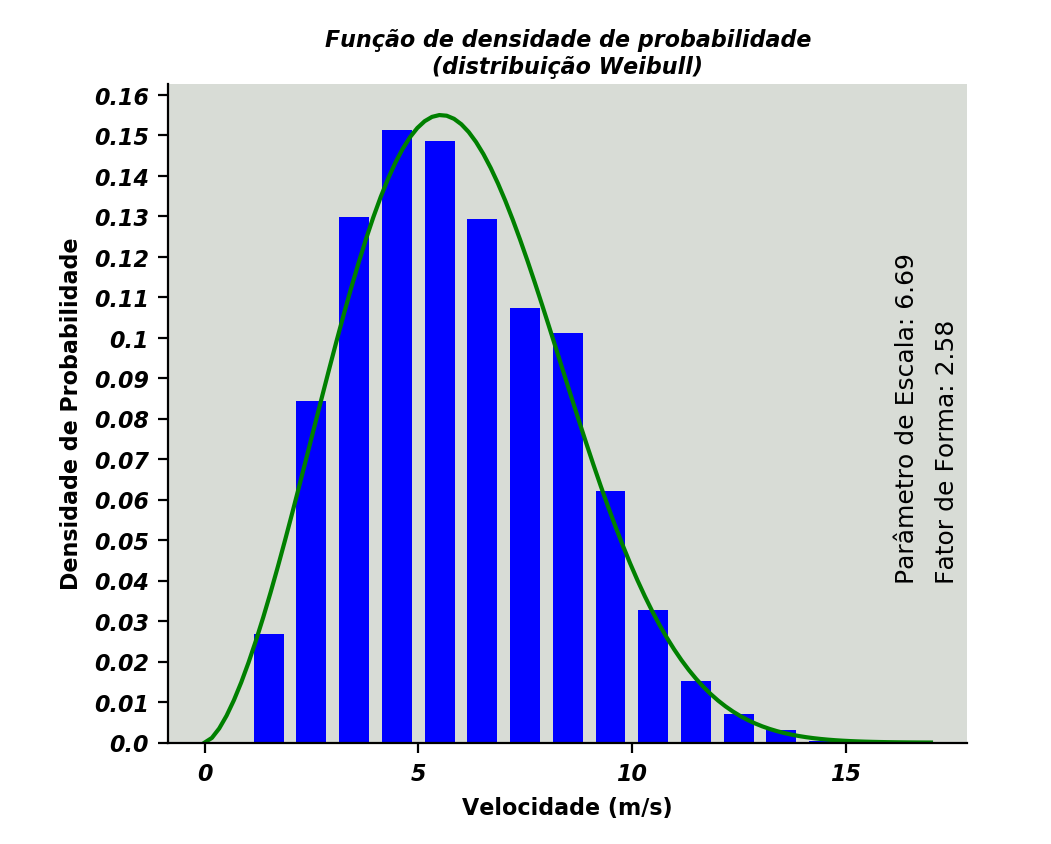 Função de densidade de probabilidade
(distribuição Weibull)
0.16
0.15
0.14
0.13
0.12
0.11
0.1
0.09
0.08
0.07
0.06
0.05
0.04
0.03
0.02
0.01
0.0
Densidade de Probabilidade
Parâmetro de Escala: 6.69
Fator de Forma: 2.58
0 5 10 15
Velocidade (m/s)